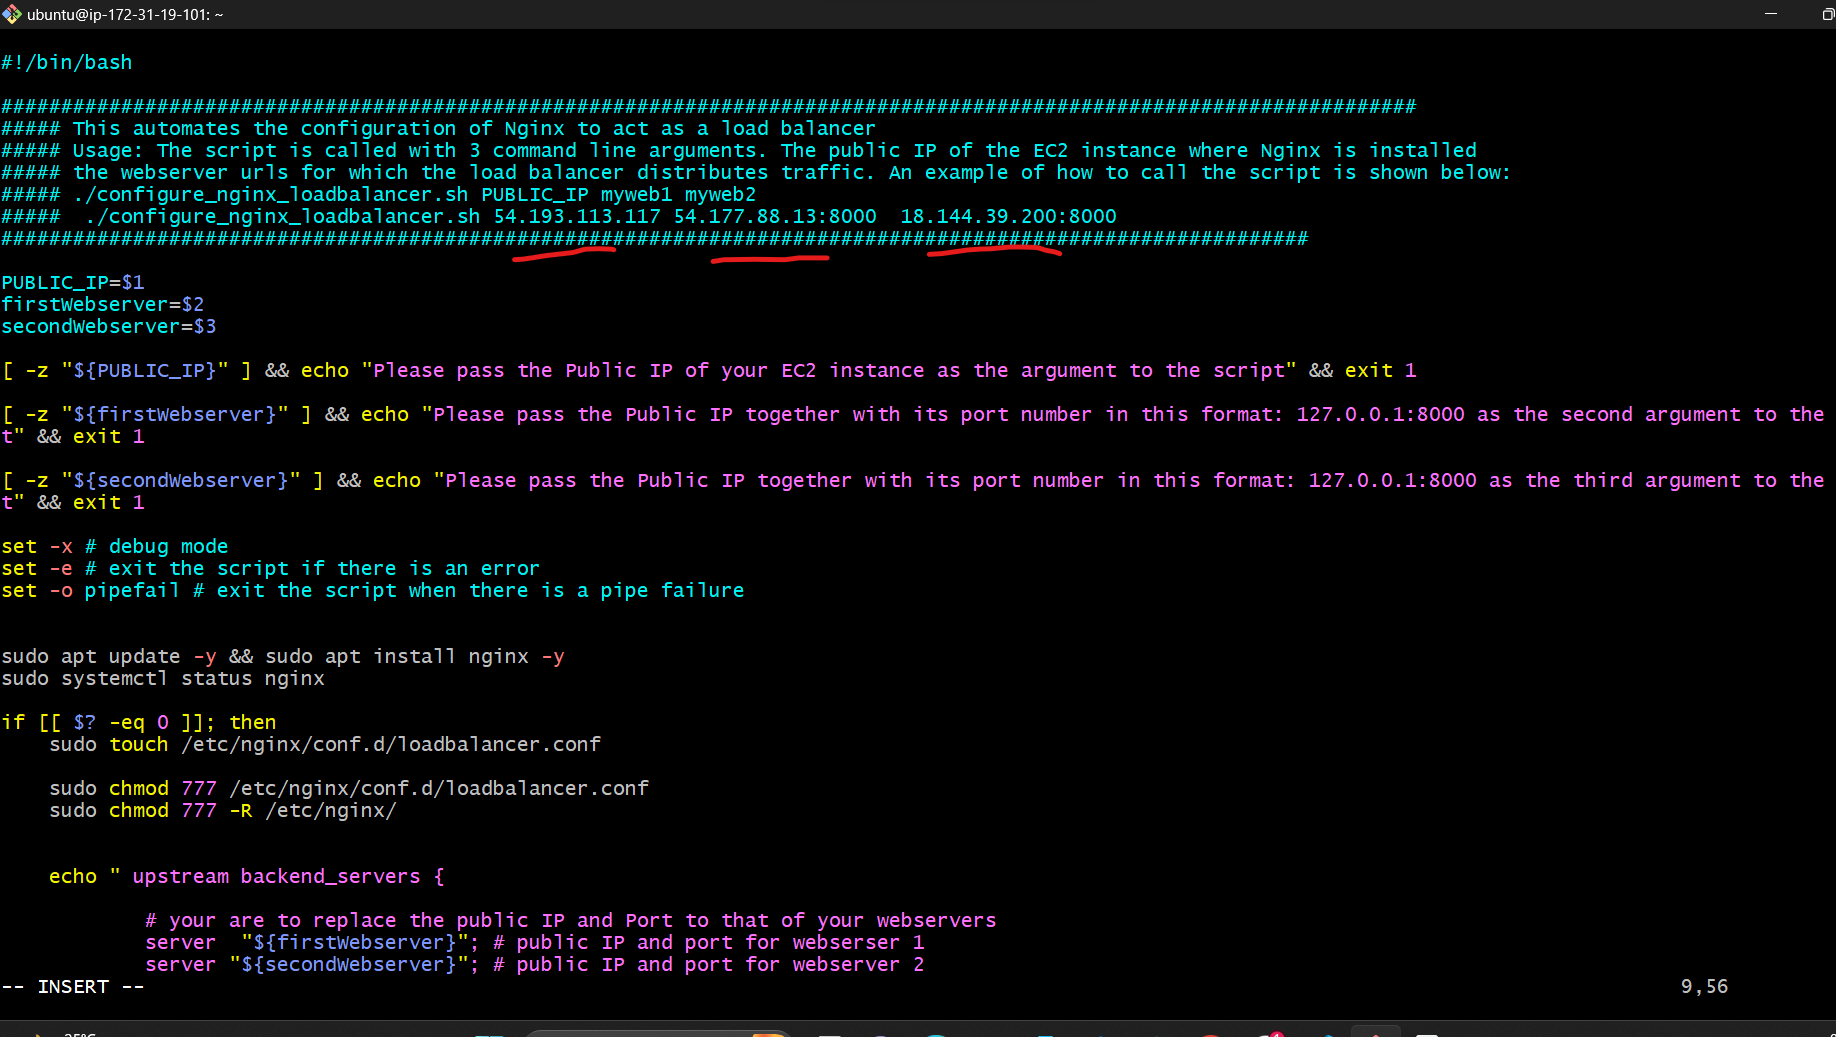 ubuntu@ip-172-31-19-101: ~
#!/bin/bash
######################################################################################################################
##### This automates the configuration of Nginx to act as a load balancer
##### Usage: The script is called with 3 command line arguments. The public IP of the EC2 instance where Nginx is installed
##### the webserver urls for which the load balancer distributes traffic. An example of how to call the script is shown below:
##### ./configure_nginx_loadbalancer.sh PUBLIC_IP myweb1 myweb2
#####  ./configure_nginx_loadbalancer.sh 54.193.113.117 54.177.88.13:8000  18.144.39.200:8000
#############################################################################################################
PUBLIC_IP=$1
firstWebserver=$2
secondWebserver=$3
[ -z "${PUBLIC_IP}" ] && echo "Please pass the Public IP of your EC2 instance as the argument to the script" && exit 1
[ -z "${firstWebserver}" ] && echo "Please pass the Public IP together with its port number in this format: 127.0.0.1:8000 as the second argument to the
t" && exit 1
[ -z "${secondWebserver}" ] && echo "Please pass the Public IP together with its port number in this format: 127.0.0.1:8000 as the third argument to the
t" && exit 1
set -x # debug mode
set -e # exit the script if there is an error
set -o pipefail # exit the script when there is a pipe failure
sudo apt update -y && sudo apt install nginx -y
sudo systemctl status nginx
if [[ $? -eq 0 ]]; then
    sudo touch /etc/nginx/conf.d/loadbalancer.conf
    sudo chmod 777 /etc/nginx/conf.d/loadbalancer.conf
    sudo chmod 777 -R /etc/nginx/
    echo " upstream backend_servers {
            # your are to replace the public IP and Port to that of your webservers
            server  "${firstWebserver}"; # public IP and port for webserser 1
            server "${secondWebserver}"; # public IP and port for webserver 2
-- INSERT --
9,56